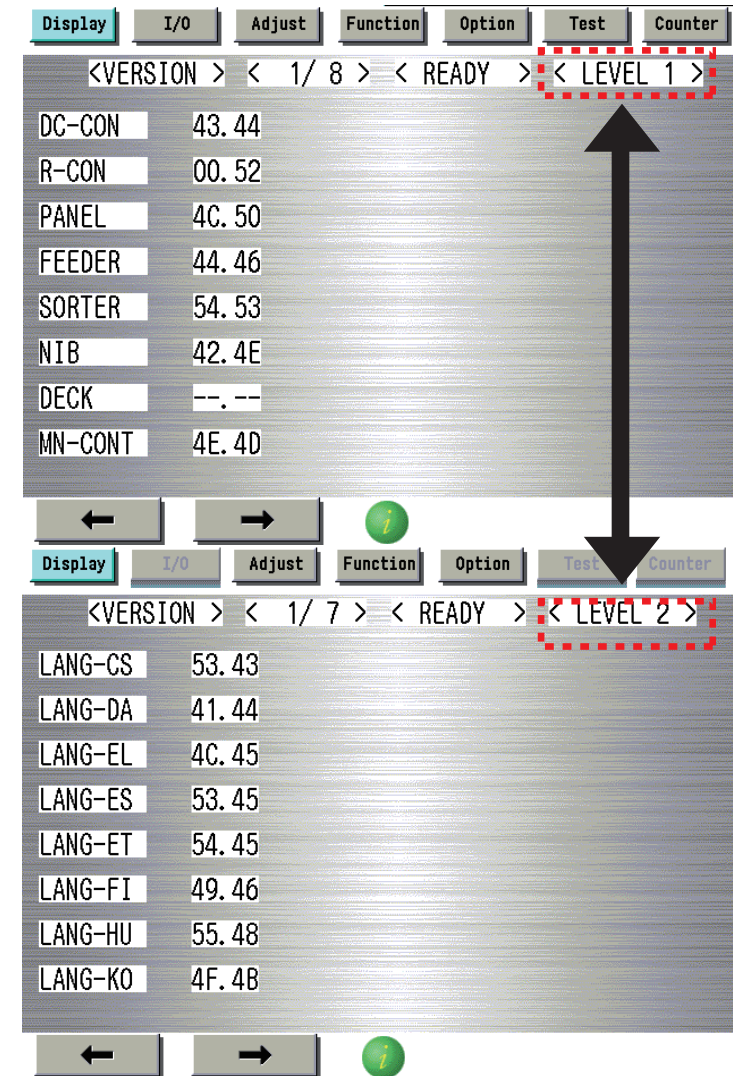 Display I/O Adjust Function Option Test Counter
<VERSION > < 1/ 8 > < READY > < LEVEL 1 >
DC-CON 43. 44
R-CON 00. 52
PANEL 4C. 50
FEEDER 44. 46
SORTER 54. 53
NIB 42. 4E
DECK --. --
MN-CONT 4E. 4D
← → i
Display I/O Adjust Function Option Test Counter
<VERSION > < 1/ 7 > < READY > < LEVEL 2 >
LANG-CS 53. 43
LANG-DA 41. 44
LANG-EL 4C. 45
LANG-ES 53. 45
LANG-ET 54. 45
LANG-FI 49. 46
LANG-HU 55. 48
LANG-KO 4F. 4B
← → i